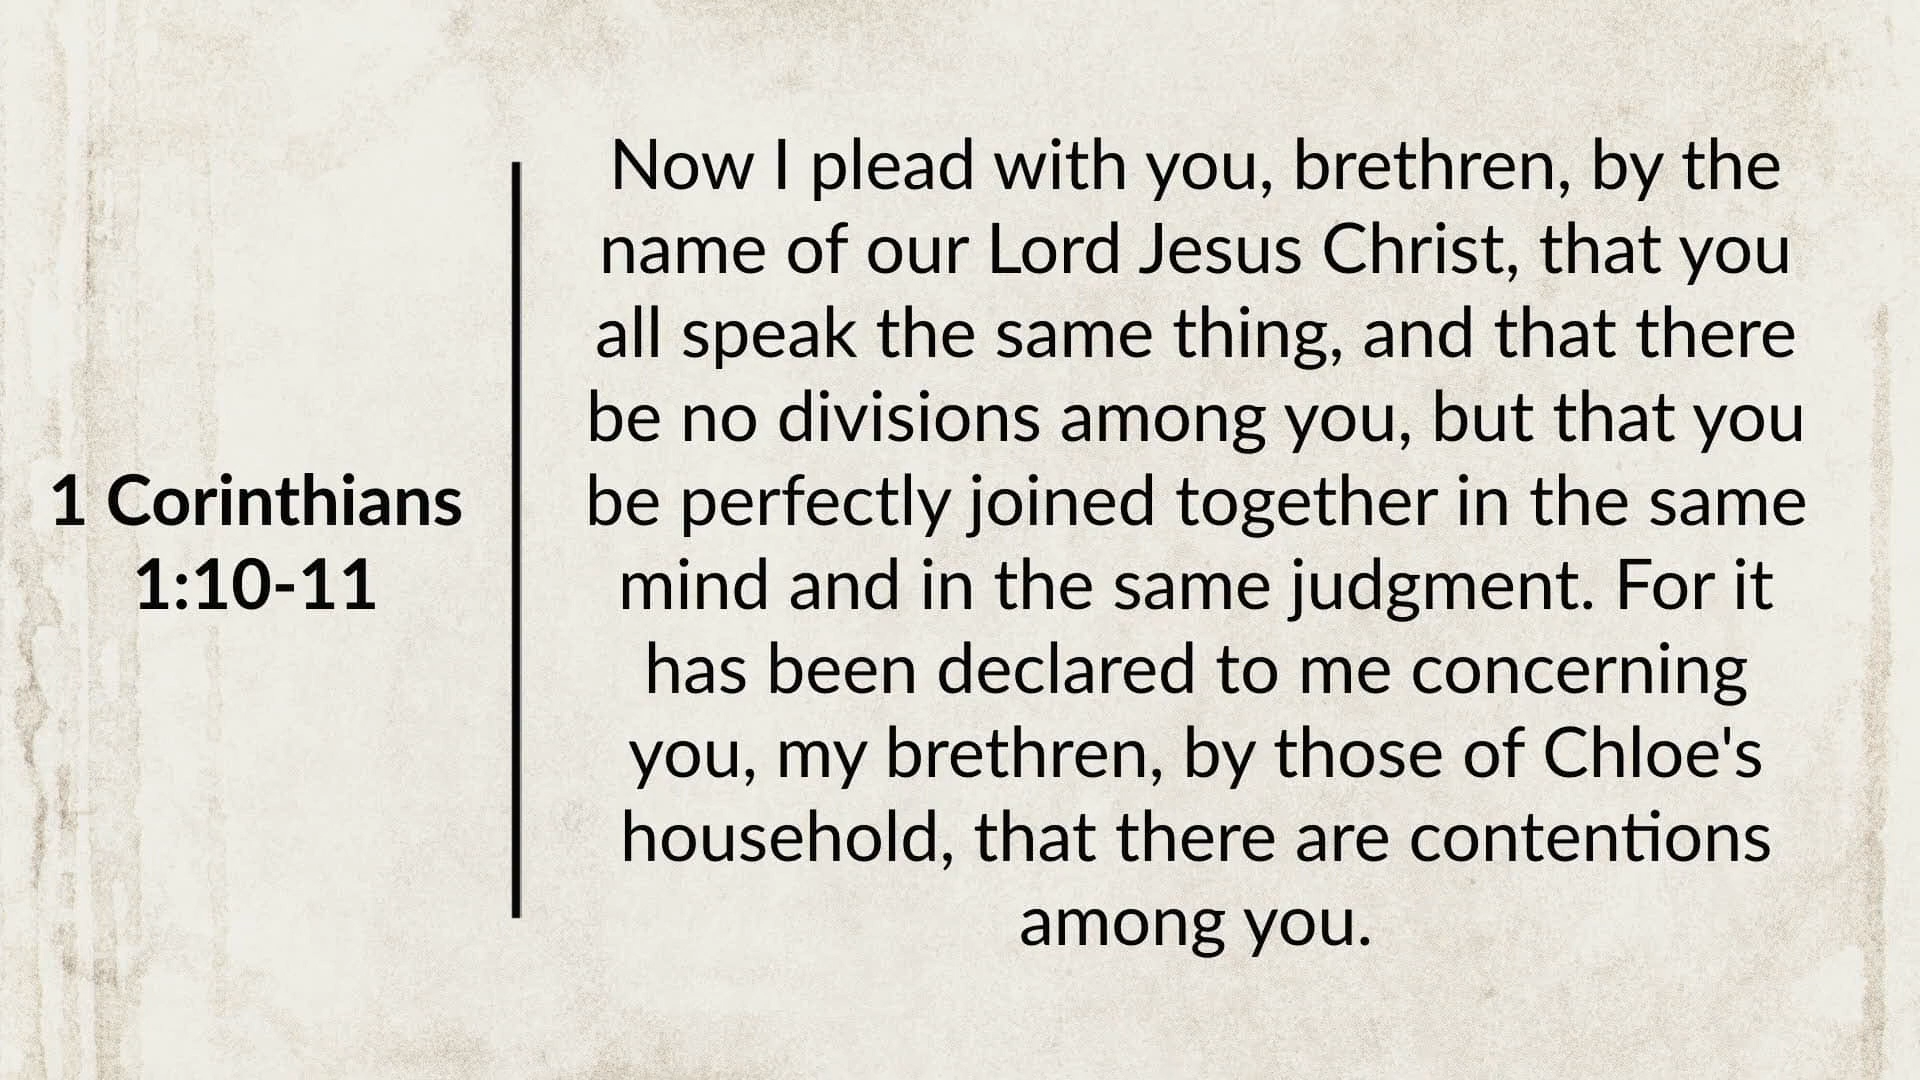 1 Corinthians
1:10-11
Now I plead with you, brethren, by the
name of our Lord Jesus Christ, that you
all speak the same thing, and that there
be no divisions among you, but that you
be perfectly joined together in the same
mind and in the same judgment. For it
has been declared to me concerning
you, my brethren, by those of Chloe's
household, that there are contentions
among you.